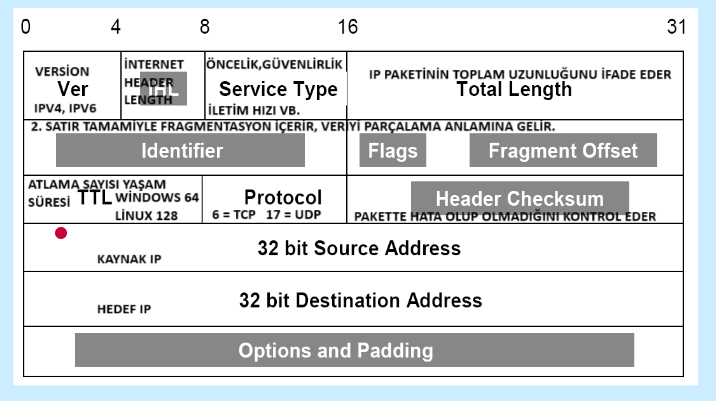 0 4 8 16 31
VERSİON
Ver
IPV4, IPV6
İNTERNET
HEADER
IHL
LENGTH
ÖNCELİK,GÜVENLİRLİK
Service Type
İLETİM HIZI VB.
IP PAKETİNİN TOPLAM UZUNLUĞUNU İFADE EDER
Total Length
2. SATIR TAMAMIYLE FRAGMENTASYON İÇERİR, VERİYİ PARÇALAMA ANLAMINA GELİR.
Identifier Flags Fragment Offset
ATLAMA SAYISI YAŞAM
SÜRESİ TTL WİNDOWS 64
LİNUX 128
Protocol
6 = TCP 17 = UDP
Header Checksum
PAKETTE HATA OLUP OLMADIĞINI KONTROL EDER
32 bit Source Address
KAYNAK IP
32 bit Destination Address
HEDEF IP
Options and Padding